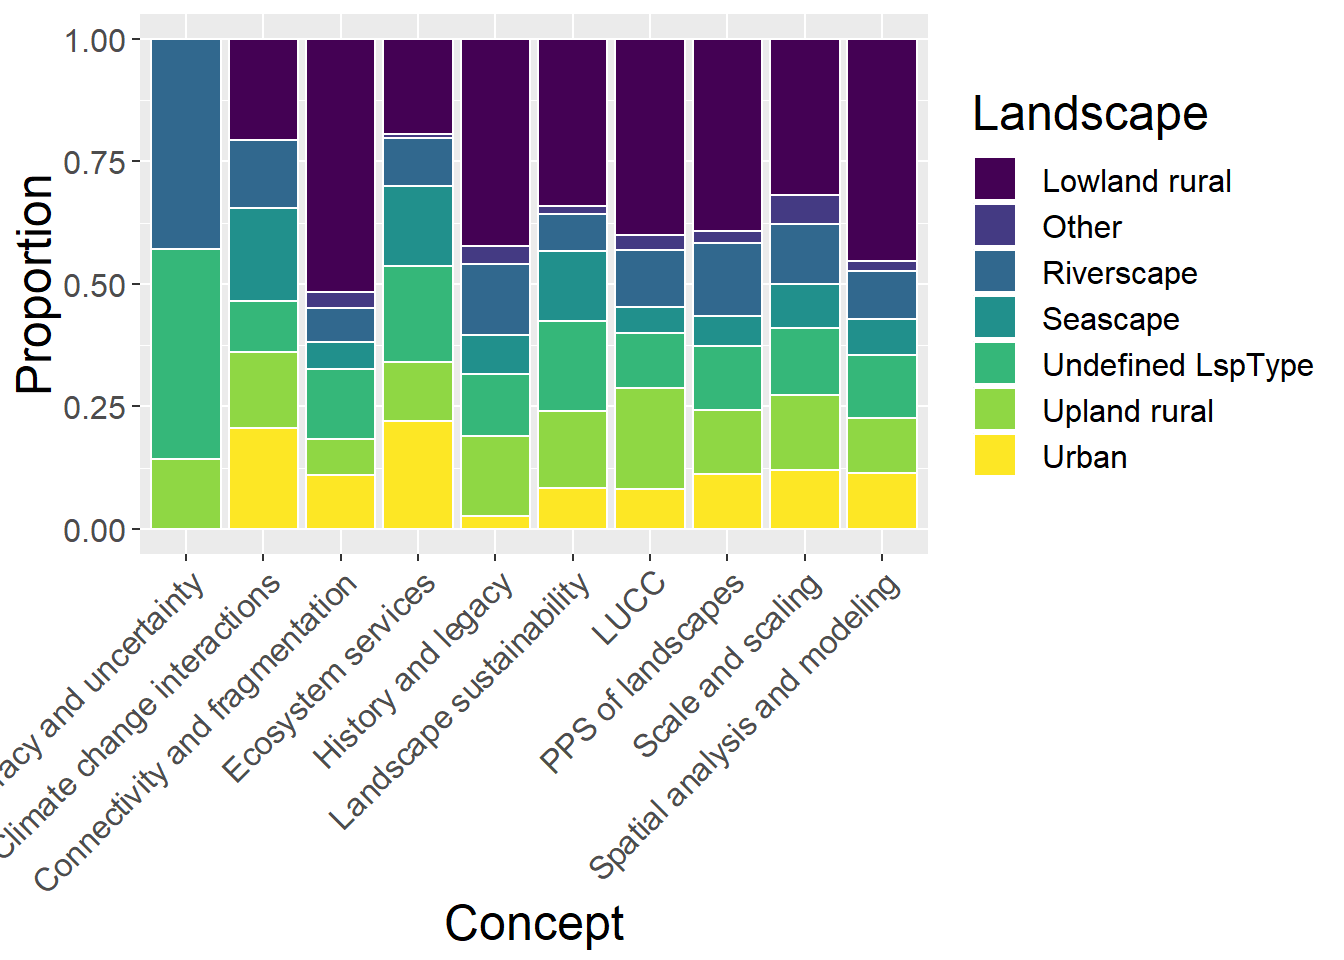 1.00
0.75
0.50
0.25
0.00
Proportion
racy and uncertainty
Climate change interactions
Connectivity and fragmentation
Ecosystem services
History and legacy
Landscape sustainability
LUCC
PPS of landscapes
Scale and scaling
Spatial analysis and modeling
Concept
Landscape
Lowland rural
Other
Riverscape
Seascape
Undefined LspType
Upland rural
Urban